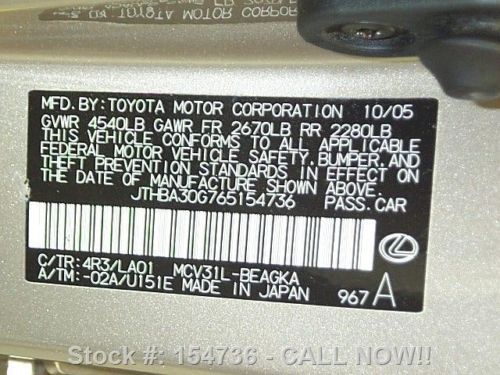 MFD. BY: TOYOTA MOTOR CORPORATION 10/05
GVWR 4540LB GAWR FR 2670LB RR 2280LB
THIS VEHICLE CONFORMS TO ALL APPLICABLE
FEDERAL MOTOR VEHICLE SAFETY, BUMPER, AND
THEFT PREVENTION STANDARDS IN EFFECT ON
THE DATE OF MANUFACTURE SHOWN ABOVE.
JTHBA30G765154736 PASS.CAR
C/TR: 4R3/LA01 MCV31L-BEAGKA
A/TM: -02A/U151E MADE IN JAPAN 967 A
Stock #: 154736 - CALL NOW!!